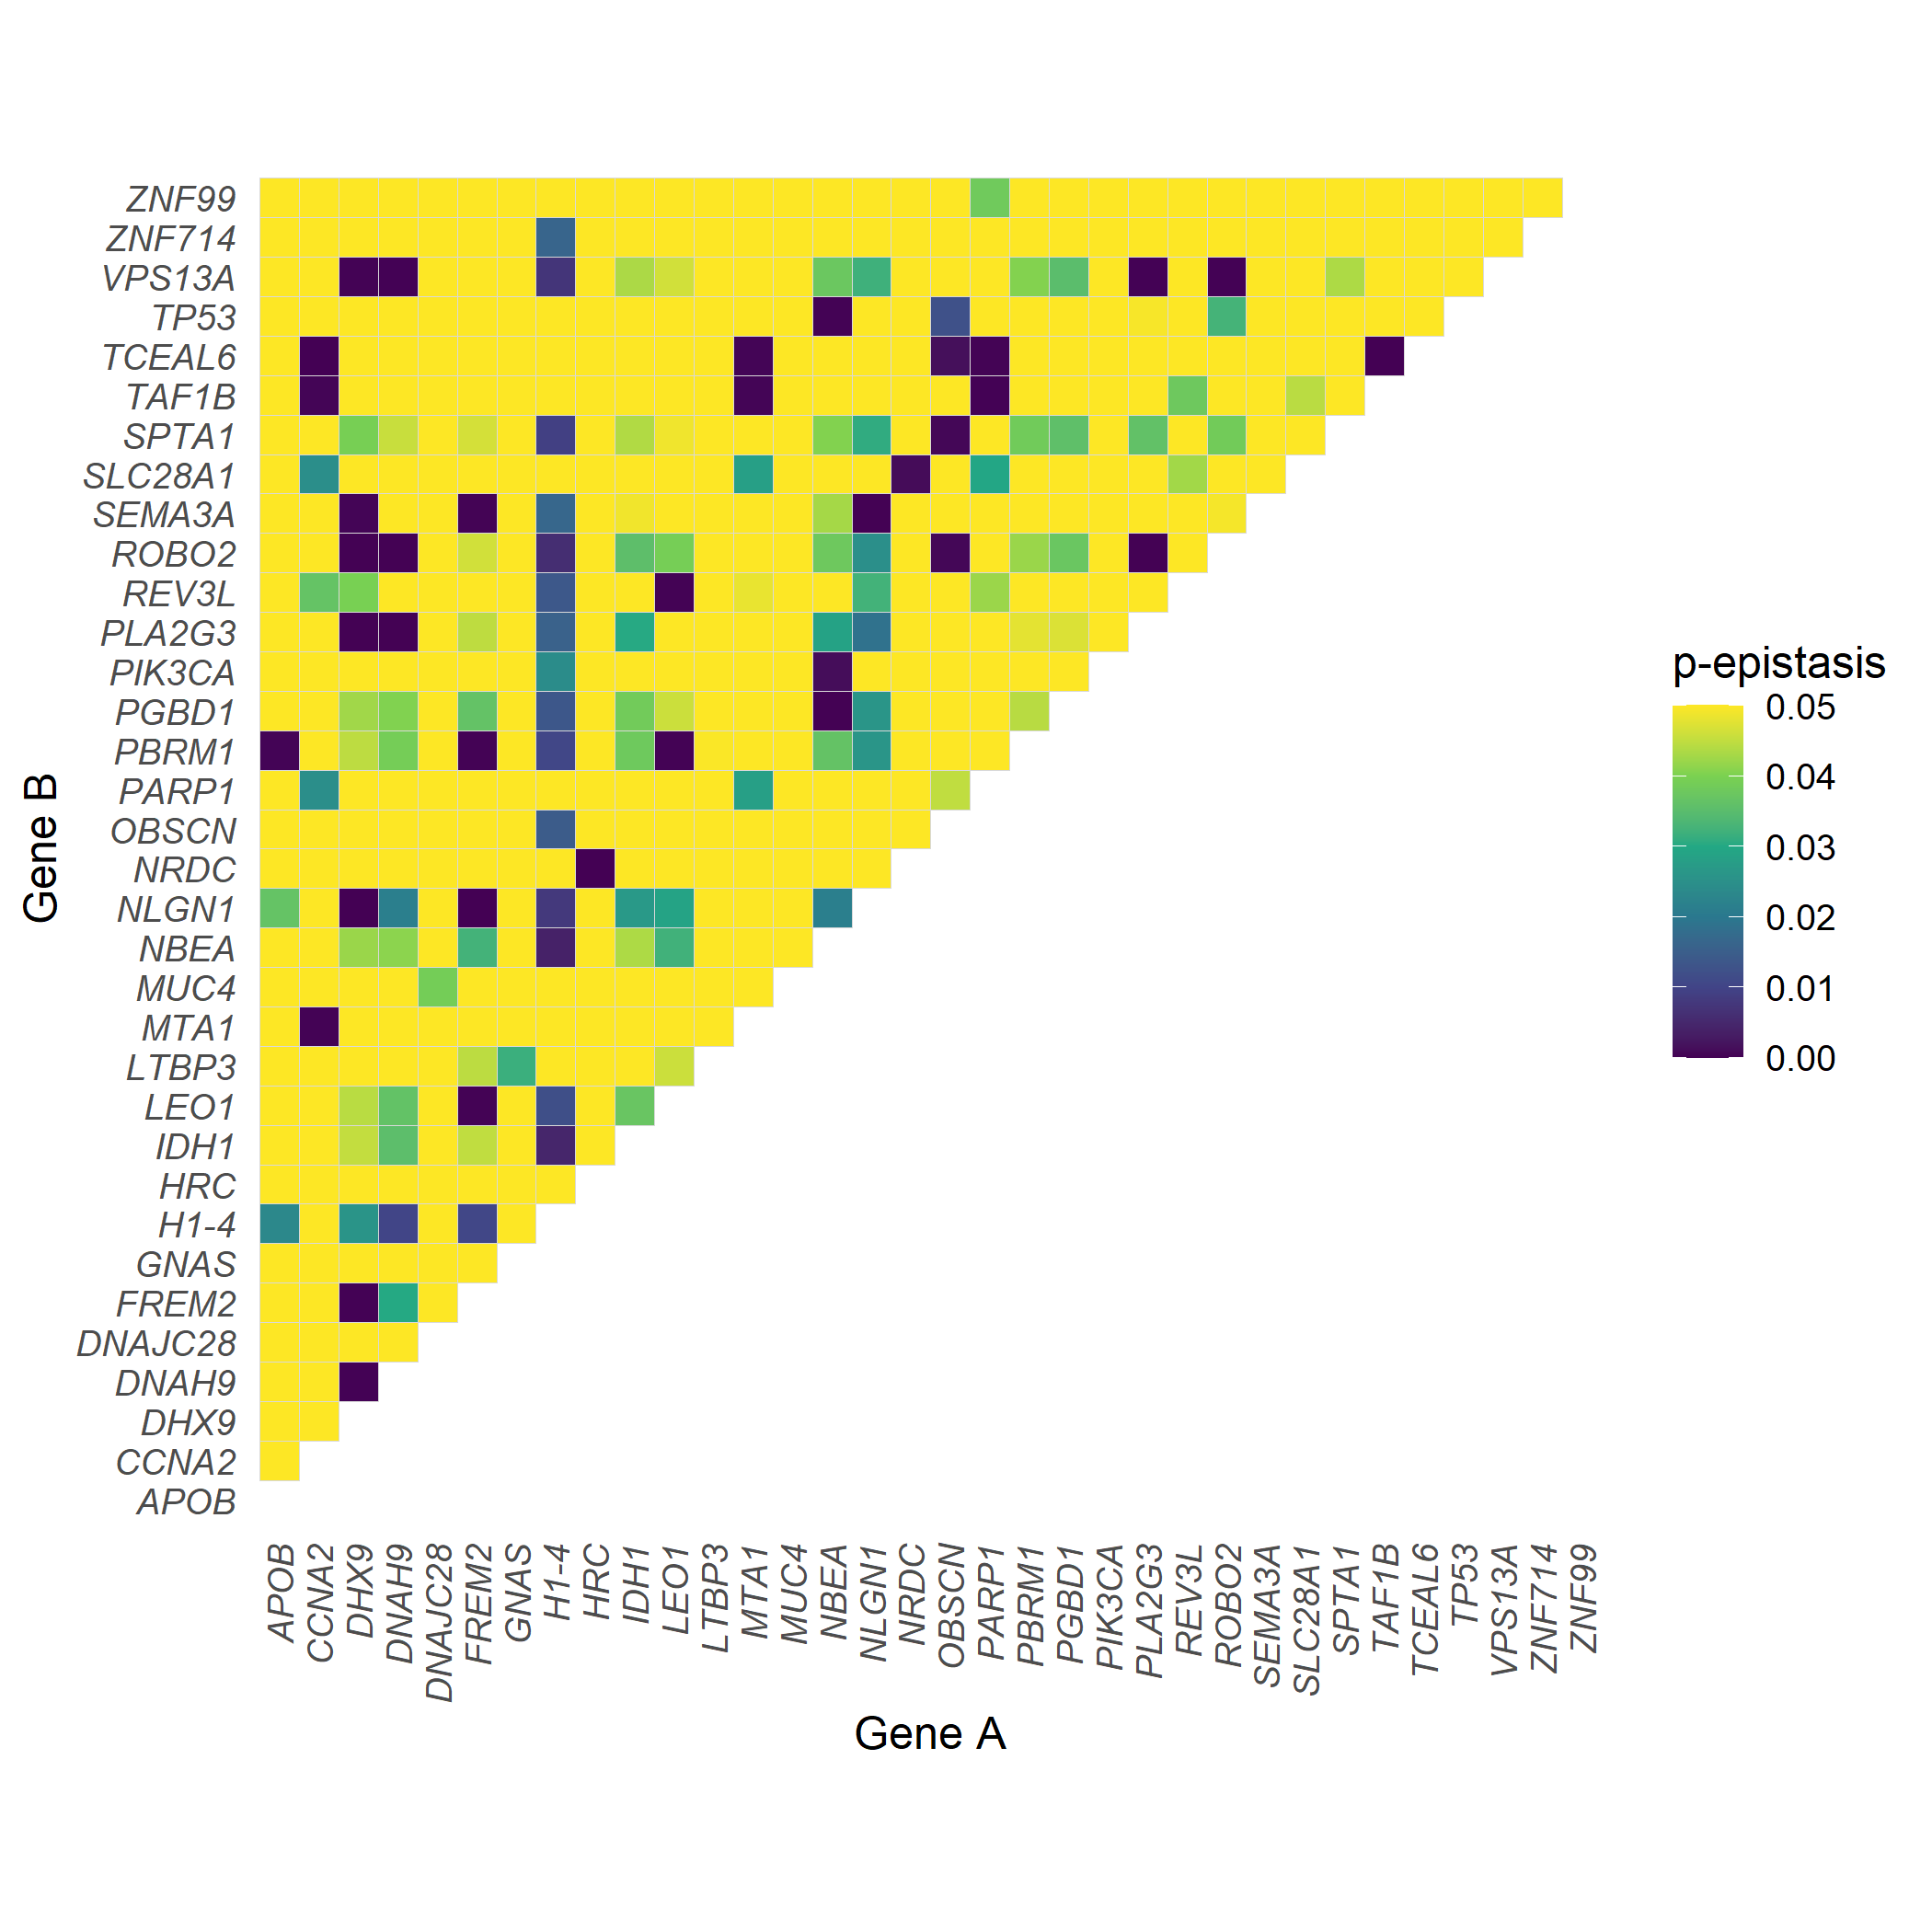 ZNF99
ZNF714
VPS13A
TP53
TCEAL6
TAF1B
SPTA1
SLC28A1
SEMA3A
ROBO2
REV3L
PLA2G3
PIK3CA
PGBD1
PBRM1
PARP1
OBSCN
NRDC
NLGN1
NBEA
MUC4
MTA1
LTBP3
LEO1
IDH1
HRC
H1-4
GNAS
FREM2
DNAJC28
DNAH9
DHX9
CCNA2
APOB
Gene B
APOB
CCNA2
DHX9
DNAH9
DNAJC28
FREM2
GNAS
H1-4
HRC
IDH1
LEO1
LTBP3
MTA1
MUC4
NBEA
NLGN1
NRDC
OBSCN
PARP1
PBRM1
PGBD1
PIK3CA
PLA2G3
REV3L
ROBO2
SEMA3A
SLC28A1
SPTA1
TAF1B
TCEAL6
TP53
VPS13A
ZNF714
ZNF99
Gene A
p-epistasis
0.05
0.04
0.03
0.02
0.01
0.00